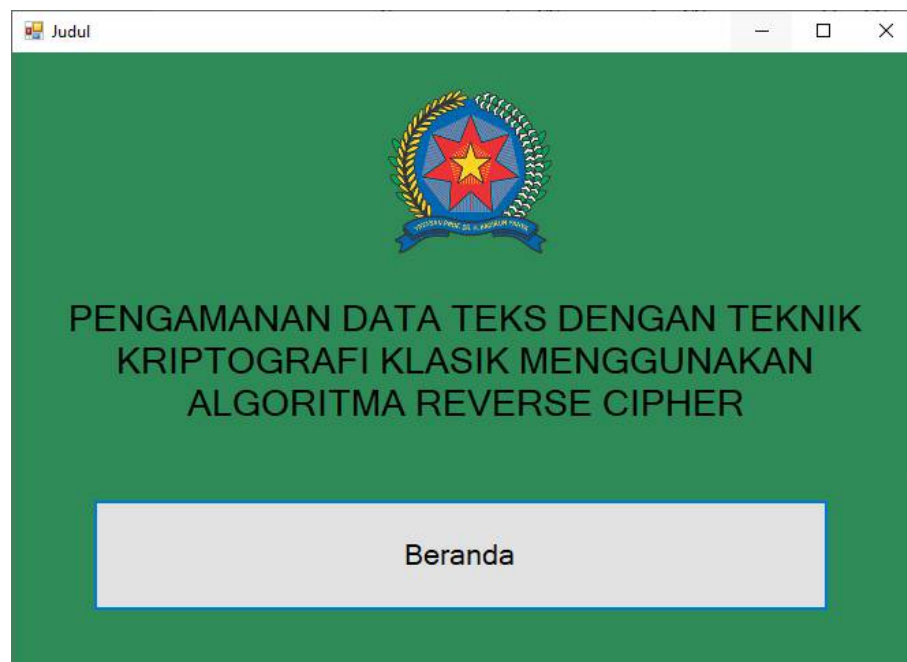 Judul
PENGAMANAN DATA TEKS DENGAN TEKNIK
KRIPTOGRAFI KLASIK MENGGUNAKAN
ALGORITMA REVERSE CIPHER
Beranda